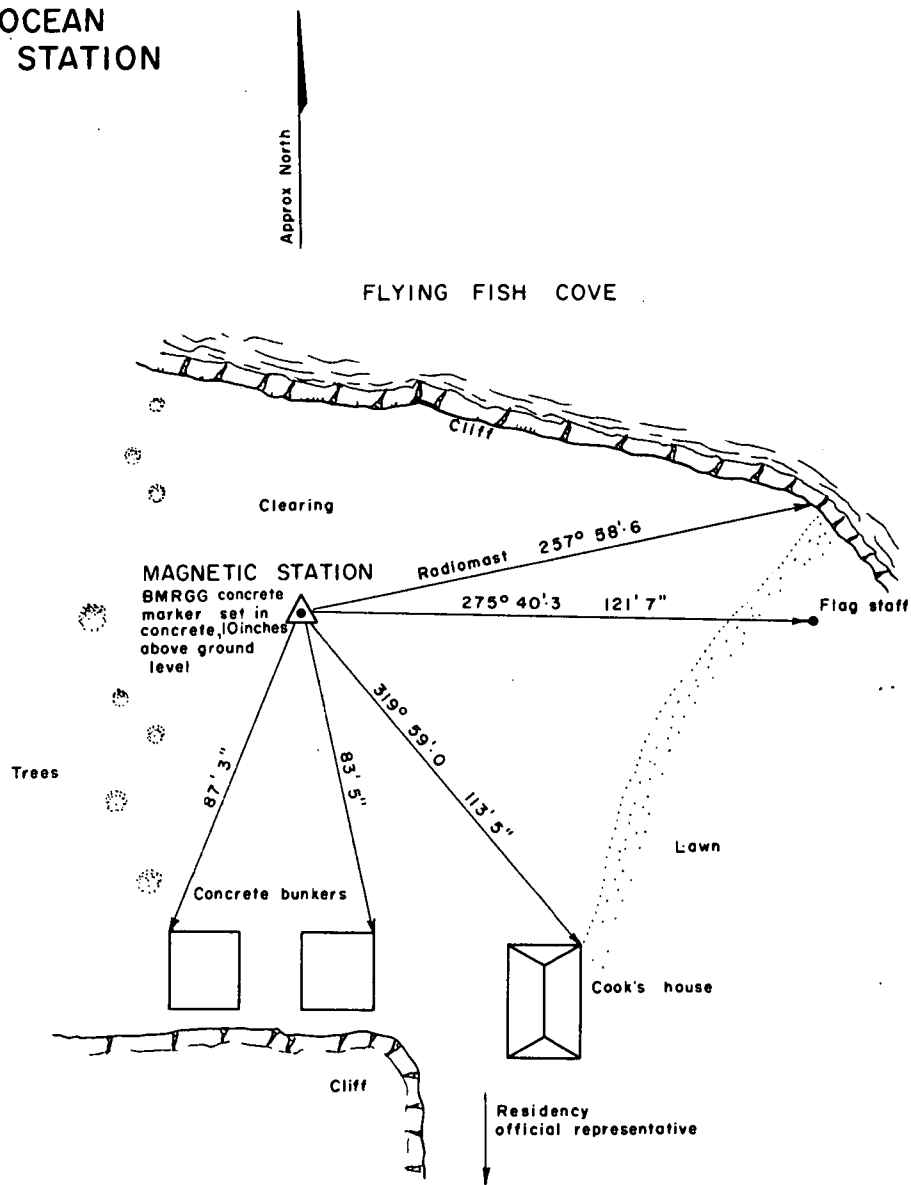 OCEAN
STATION
Approx North
FLYING FISH COVE
Cliff
Clearing
Radiomast 257° 58'·6
MAGNETIC STATION
BMRGG concrete
marker set in
concrete, 10 inches
above ground
level
275° 40'·3 121' 7"
Flag staff
319° 59'·0
113' 5"
87' 3"
83' 5"
Trees
Lawn
Concrete bunkers
Cook's house
Cliff
Residency
official representative